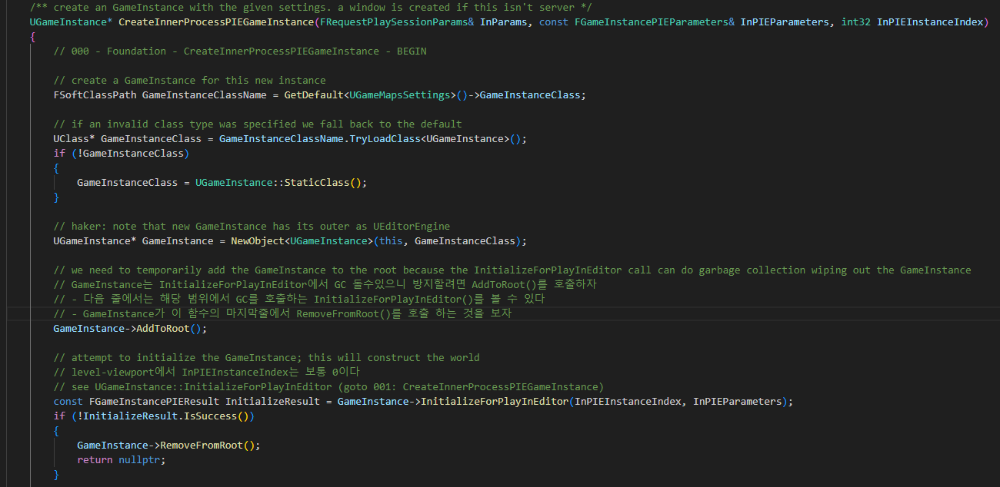 /** create an GameInstance with the given settings. a window is created if this isn't server */
UGameInstance* CreateInnerProcessPIEGameInstance(FRequestPlaySessionParams& InParams, const FGameInstancePIEParameters& InPIEParameters, int32 InPIEInstanceIndex)
{
// 000 - Foundation - CreateInnerProcessPIEGameInstance - BEGIN
// create a GameInstance for this new instance
FSoftClassPath GameInstanceClassName = GetDefault<UGameMapsSettings>()->GameInstanceClass;
// if an invalid class type was specified we fall back to the default
UClass* GameInstanceClass = GameInstanceClassName.TryLoadClass<UGameInstance>();
if (!GameInstanceClass)
{
GameInstanceClass = UGameInstance::StaticClass();
}
// haker: note that new GameInstance has its outer as UEditorEngine
UGameInstance* GameInstance = NewObject<UGameInstance>(this, GameInstanceClass);
// we need to temporarily add the GameInstance to the root because the InitializeForPlayInEditor call can do garbage collection wiping out the GameInstance
// GameInstance는 InitializeForPlayInEditor에서 GC 돌수있으니 방지할려면 AddToRoot()를 호출하자
// - 다음 줄에서는 해당 범위에서 GC를 호출하는 InitializeForPlayInEditor()를 볼 수 있다
// - GameInstance가 이 함수의 마지막줄에서 RemoveFromRoot()를 호출 하는 것을 보자
GameInstance->AddToRoot();
// attempt to initialize the GameInstance; this will construct the world
// level-viewport에서 InPIEInstanceIndex는 보통 0이다
// see UGameInstance::InitializeForPlayInEditor (goto 001: CreateInnerProcessPIEGameInstance)
const FGameInstancePIEResult InitializeResult = GameInstance->InitializeForPlayInEditor(InPIEInstanceIndex, InPIEParameters);
if (!InitializeResult.IsSuccess())
{
GameInstance->RemoveFromRoot();
return nullptr;
}